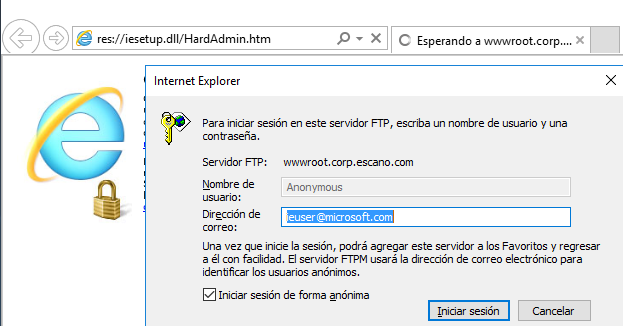 res://iesetup.dll/HardAdmin.htm
Esperando a wwwroot.corp....
Internet Explorer
Para iniciar sesión en este servidor FTP, escriba un nombre de usuario y una
contraseña.
Servidor FTP: wwwroot.corp.escano.com
Nombre de
usuario:
Anonymous
Dirección de
correo:
ieuser@microsoft.com
Una vez que inicie la sesión, podrá agregar este servidor a los Favoritos y regresar
a él con facilidad. El servidor FTPM usará la dirección de correo electrónico para
identificar los usuarios anónimos.
Iniciar sesión de forma anónima
Iniciar sesión
Cancelar